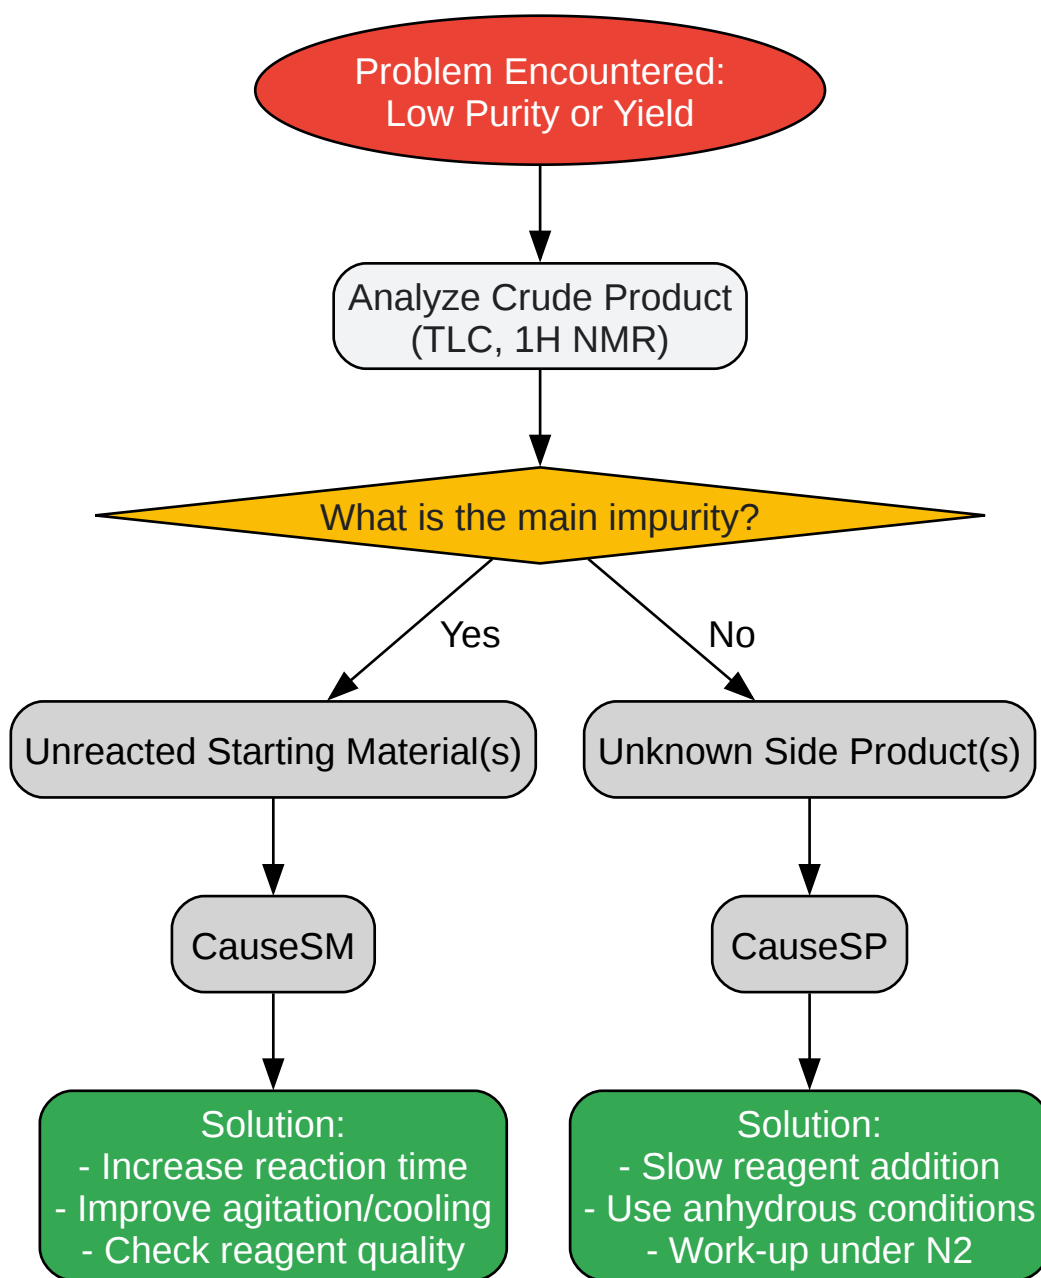 Problem Encountered:
Low Purity or Yield
Analyze Crude Product
(TLC, 1H NMR)
What is the main impurity?
Yes
No
Unreacted Starting Material(s)
Unknown Side Product(s)
CauseSM
CauseSP
Solution:
- Increase reaction time
- Improve agitation/cooling
- Check reagent quality
Solution:
- Slow reagent addition
- Use anhydrous conditions
- Work-up under N2